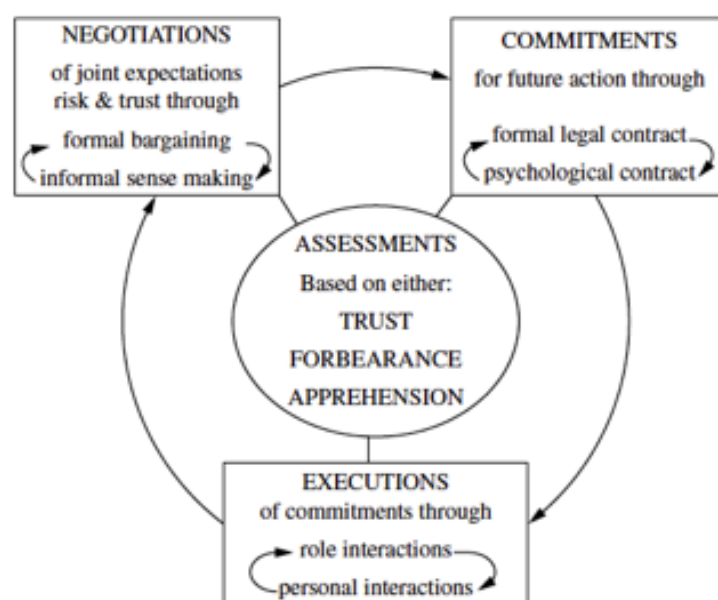 NEGOTIATIONS
of joint expectations
risk & trust through
formal bargaining
informal sense making
COMMITMENTS
for future action through
formal legal contract
psychological contract
ASSESSMENTS
Based on either:
TRUST
FORBEARANCE
APPREHENSION
EXECUTIONS
of commitments through
role interactions
personal interactions